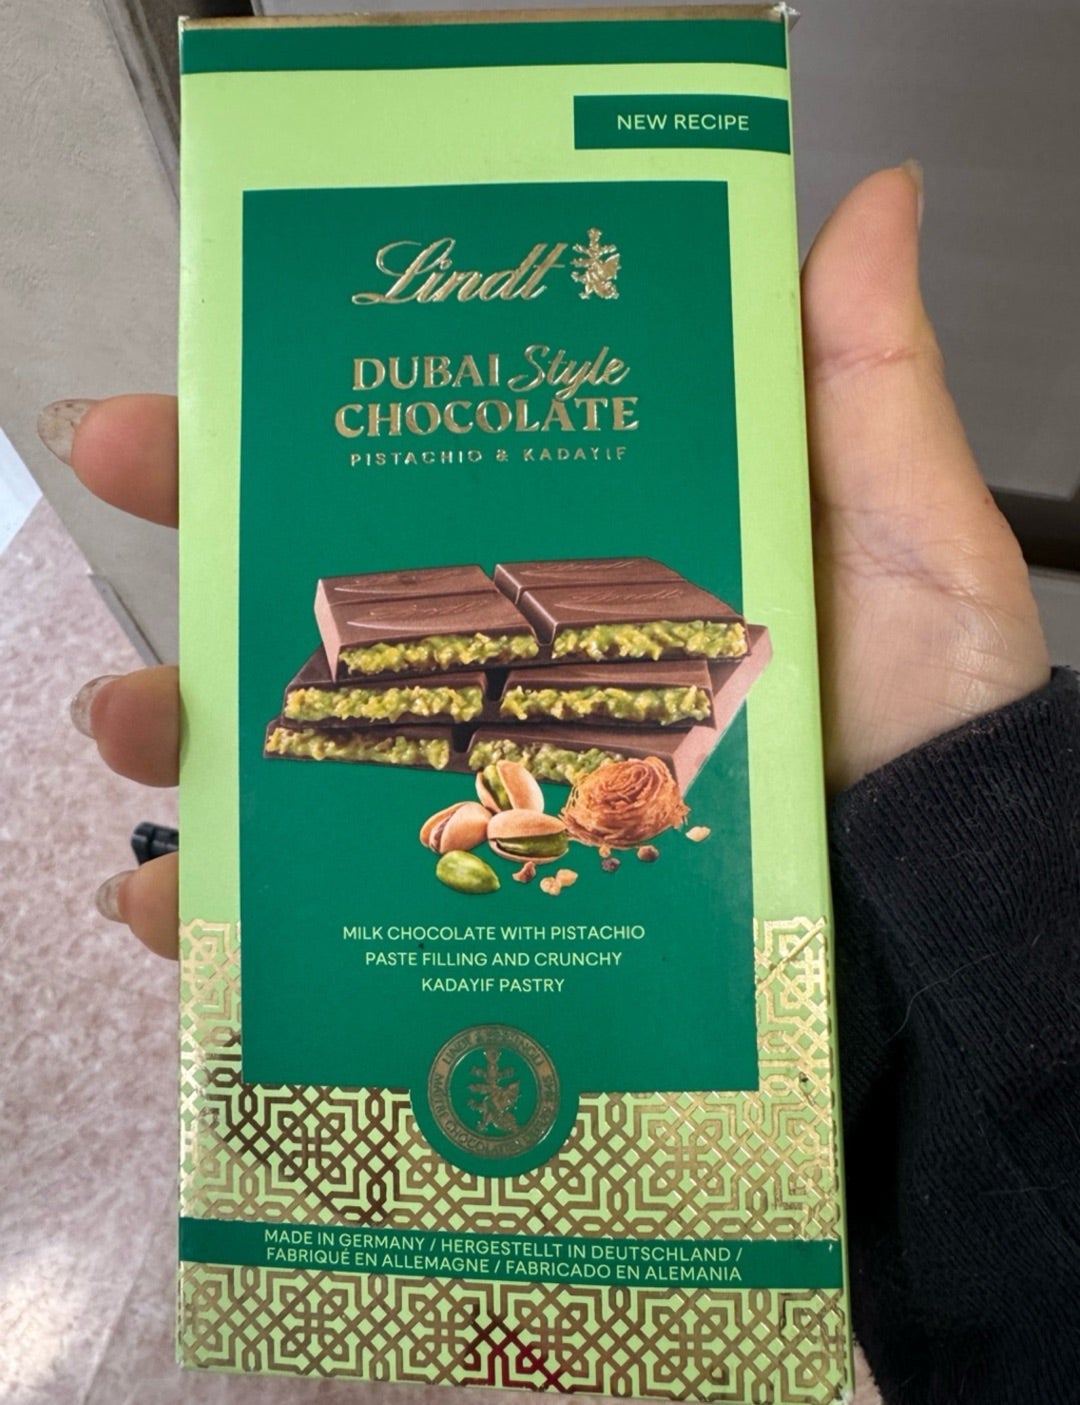 NEW RECIPE
Lindt
DUBAI Style
CHOCOLATE
PISTACHIO & KADAYIF
MILK CHOCOLATE WITH PISTACHIO
PASTE FILLING AND CRUNCHY
KADAYIF PASTRY
MADE IN GERMANY / HERGESTELLT IN DEUTSCHLAND /
FABRIQUÉ EN ALLEMAGNE / FABRICADO EN ALEMANIA